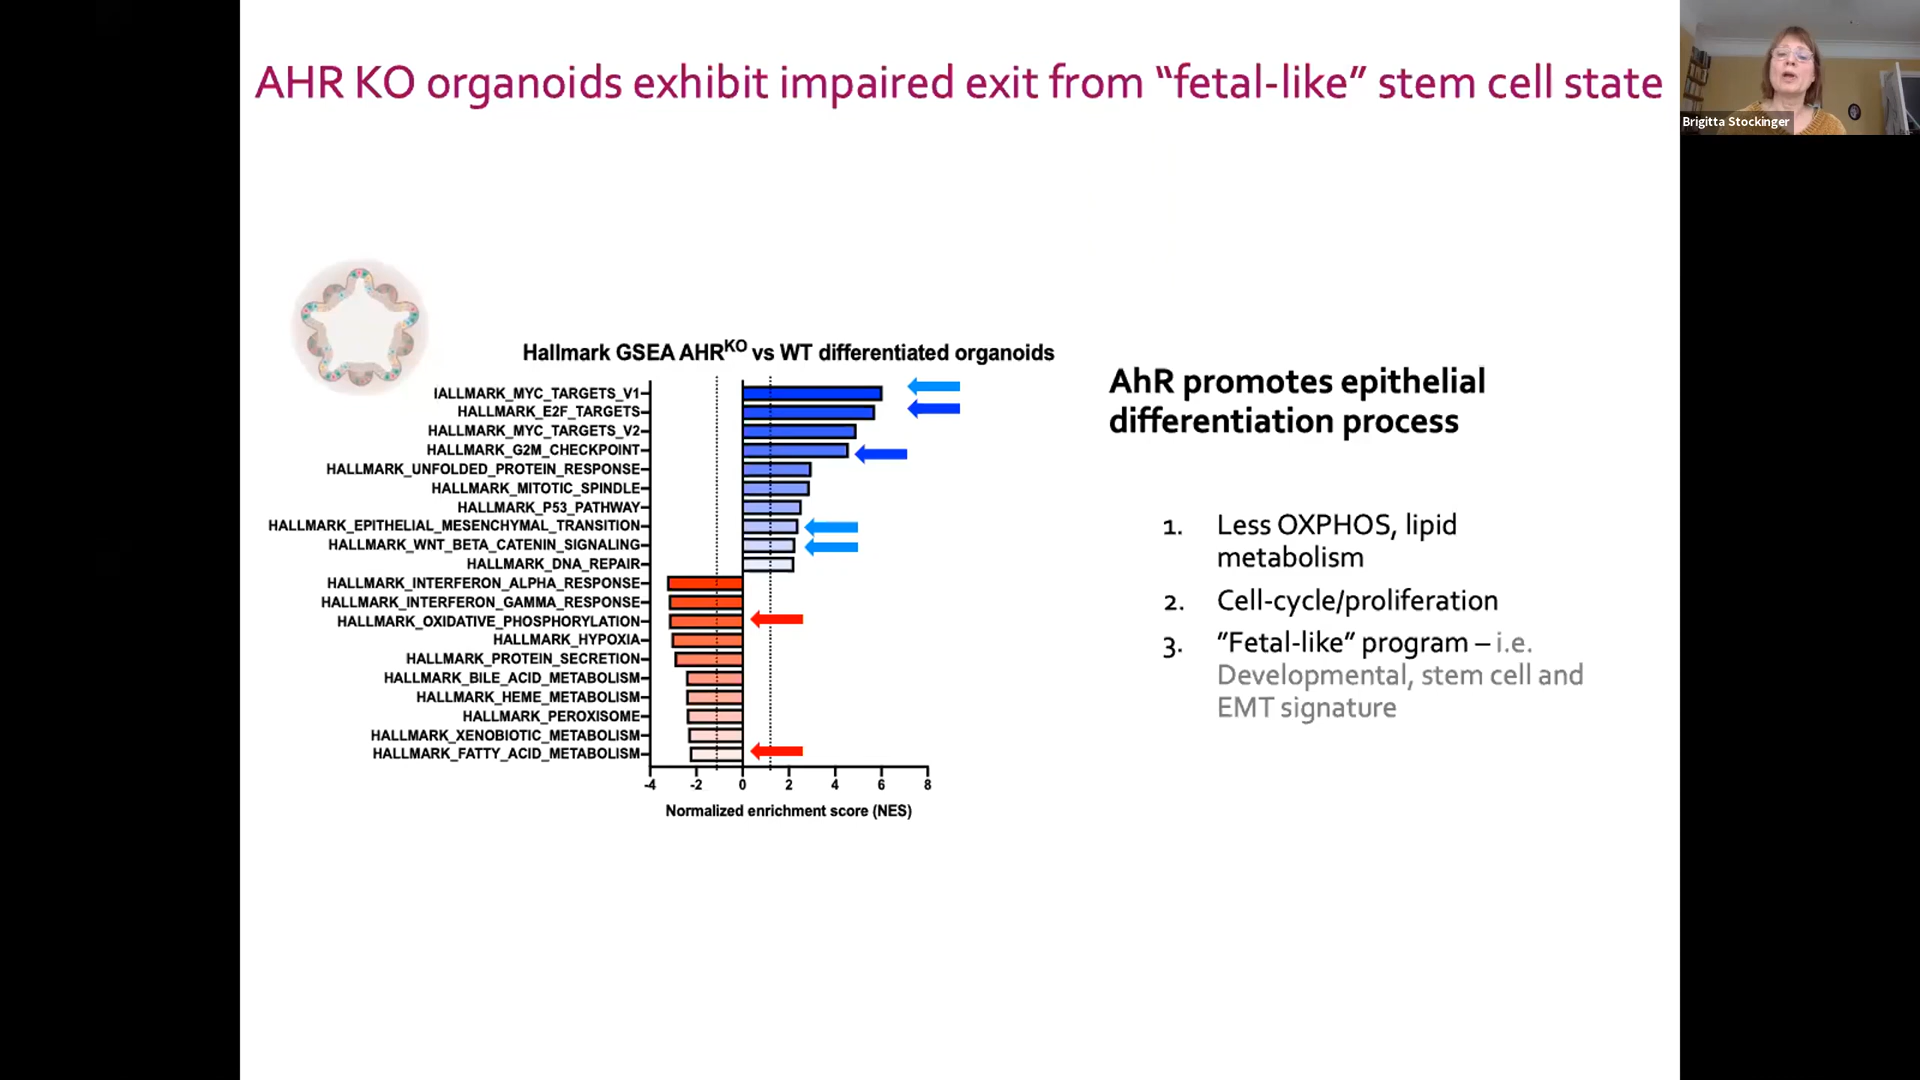 AHR KO organoids exhibit impaired exit from “fetal-like” stem cell state
Brigitta Stockinger
Hallmark GSEA AHRKO vs WT differentiated organoids
IALLMARK_MYC_TARGETS_V1
HALLMARK_E2F_TARGETS
HALLMARK_MYC_TARGETS_V2
HALLMARK_G2M_CHECKPOINT
HALLMARK_UNFOLDED_PROTEIN_RESPONSE
HALLMARK_MITOTIC_SPINDLE
HALLMARK_P53_PATHWAY
HALLMARK_EPITHELIAL_MESENCHYMAL_TRANSITION
HALLMARK_WNT_BETA_CATENIN_SIGNALING
HALLMARK_DNA_REPAIR
HALLMARK_INTERFERON_ALPHA_RESPONSE
HALLMARK_INTERFERON_GAMMA_RESPONSE
HALLMARK_OXIDATIVE_PHOSPHORYLATION
HALLMARK_HYPOXIA
HALLMARK_PROTEIN_SECRETION
HALLMARK_BILE_ACID_METABOLISM
HALLMARK_HEME_METABOLISM
HALLMARK_PEROXISOME
HALLMARK_XENOBIOTIC_METABOLISM
HALLMARK_FATTY_ACID_METABOLISM
-4 -2 0 2 4 6 8
Normalized enrichment score (NES)
AhR promotes epithelial
differentiation process
1. Less OXPHOS, lipid
metabolism
2. Cell-cycle/proliferation
3. ”Fetal-like” program – i.e.
Developmental, stem cell and
EMT signature